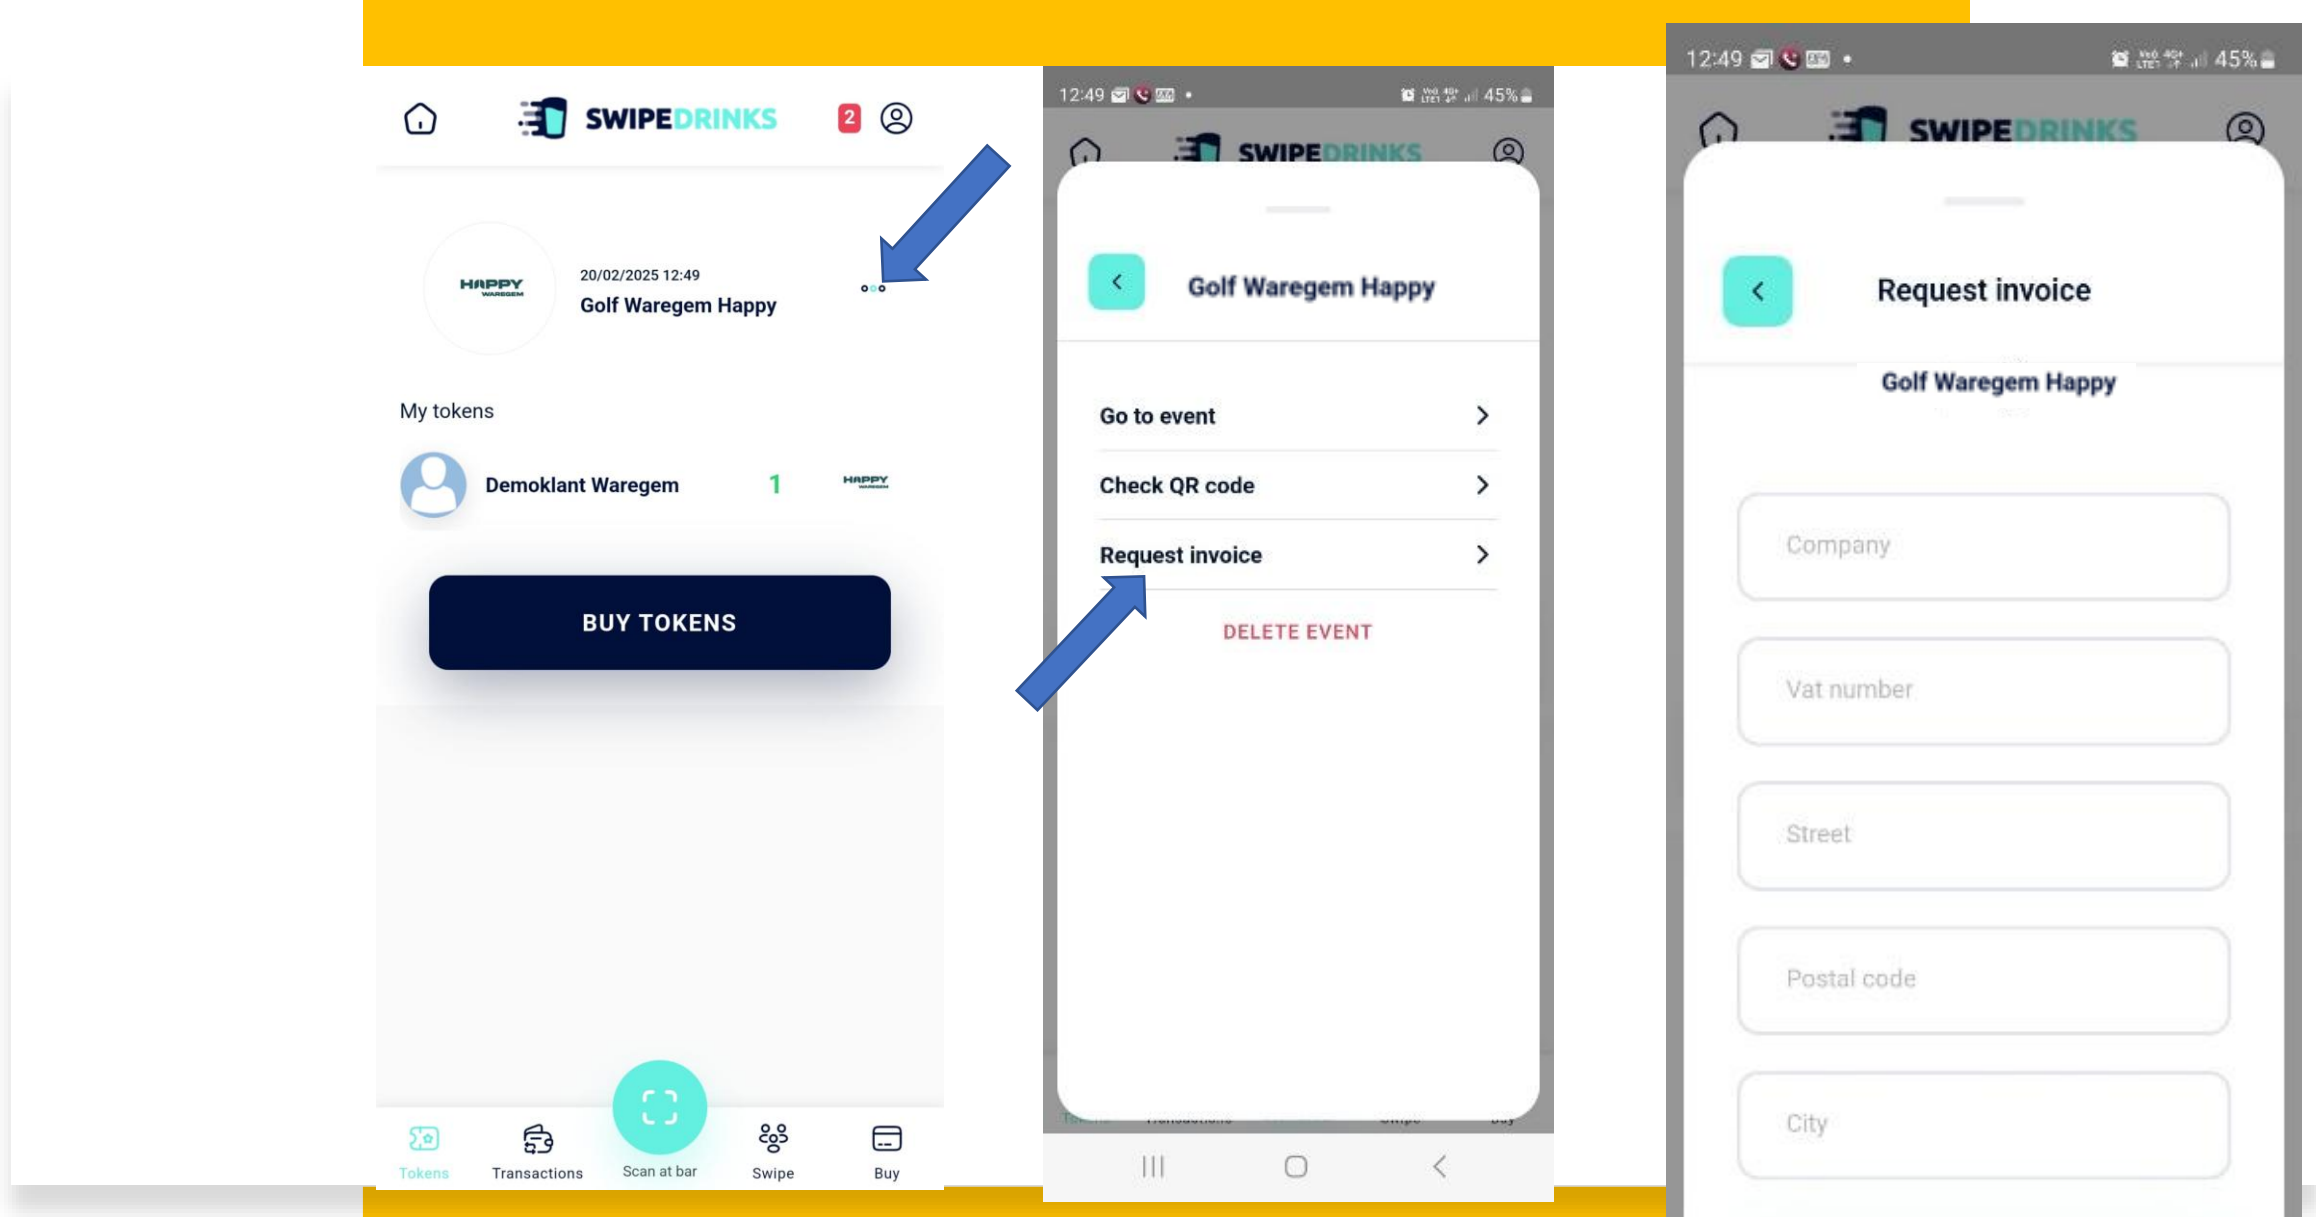 SWIPEDRINKS
2
20/02/2025 12:49
HAPPY
WAREGEM
Golf Waregem Happy
My tokens
Demoklant Waregem
1
HAPPY
WAREGEM
BUY TOKENS
Tokens
Transactions
Scan at bar
Swipe
Buy
12:49
45%
SWIPEDRINKS
Golf Waregem Happy
Go to event
Check QR code
Request invoice
DELETE EVENT
12:49
45%
SWIPEDRINKS
Request invoice
Golf Waregem Happy
Company
Vat number
Street
Postal code
City